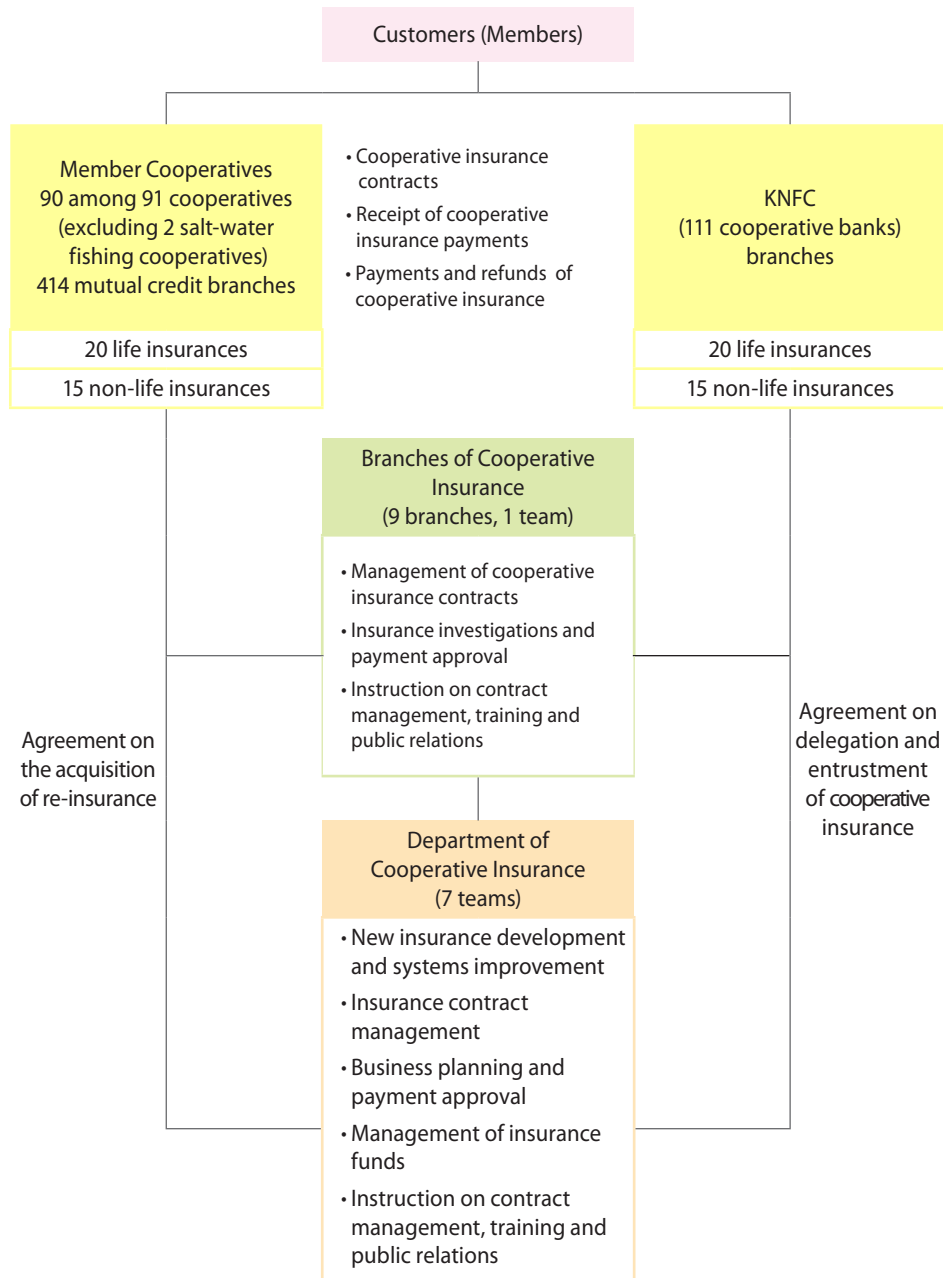 Customers (Members)
Member Cooperatives
90 among 91 cooperatives
(excluding 2 salt-water
fishing cooperatives)
414 mutual credit branches
20 life insurances
15 non-life insurances
• Cooperative insurance
contracts
• Receipt of cooperative
insurance payments
• Payments and refunds of
cooperative insurance
KNFC
(111 cooperative banks)
branches
20 life insurances
15 non-life insurances
Branches of Cooperative
Insurance
(9 branches, 1 team)
• Management of cooperative
insurance contracts
• Insurance investigations and
payment approval
• Instruction on contract
management, training and
public relations
Agreement on
the acquisition
of re-insurance
Agreement on
delegation and
entrustment
of cooperative
insurance
Department of
Cooperative Insurance
(7 teams)
• New insurance development
and systems improvement
• Insurance contract
management
• Business planning and
payment approval
• Management of insurance
funds
• Instruction on contract
management, training and
public relations